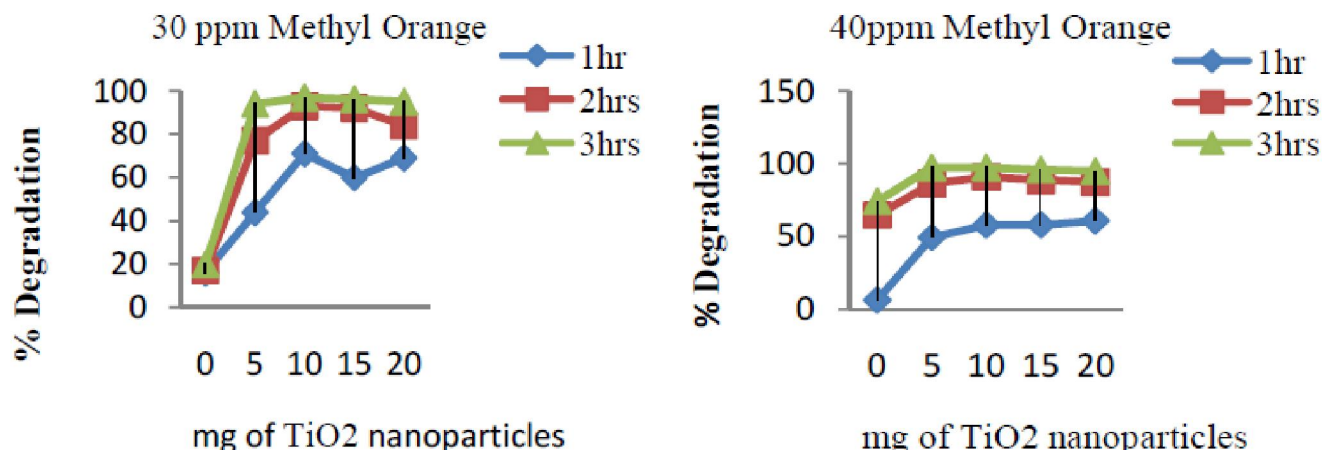 30 ppm Methyl Orange
1hr
2hrs
3hrs
100
80
60
40
20
0
% Degradation
0 5 10 15 20
mg of TiO2 nanoparticles
40ppm Methyl Orange
1hr
2hrs
3hrs
150
100
50
0
% Degradation
0 5 10 15 20
mg of TiO2 nanoparticles